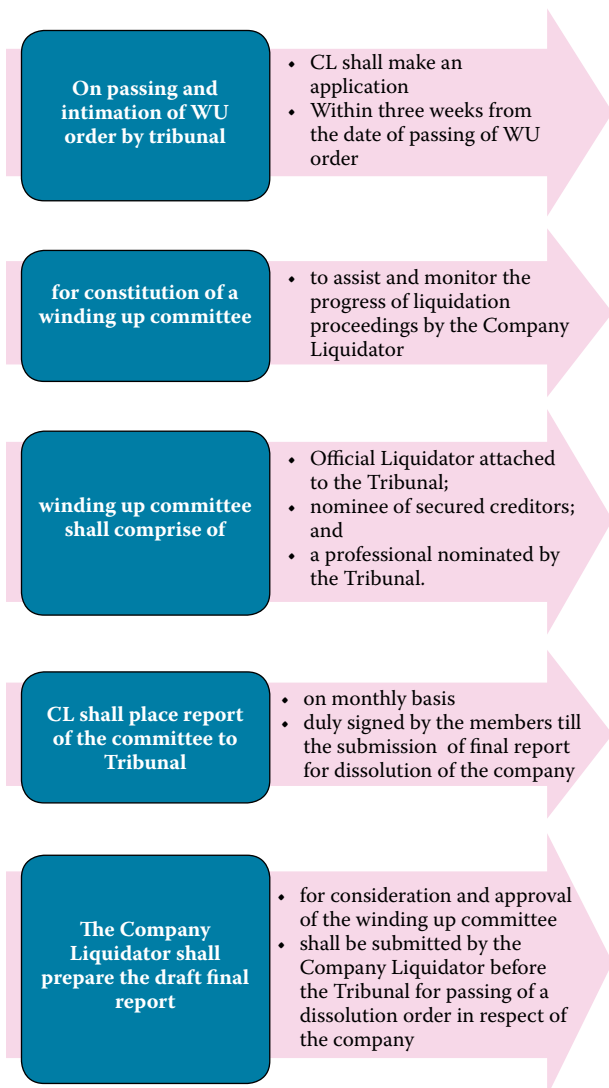 On passing and
intimation of WU
order by tribunal
• CL shall make an
application
• Within three weeks from
the date of passing of WU
order
for constitution of a
winding up committee
• to assist and monitor the
progress of liquidation
proceedings by the Company
Liquidator
winding up committee
shall comprise of
• Official Liquidator attached
to the Tribunal;
• nominee of secured creditors;
and
• a professional nominated by
the Tribunal.
CL shall place report
of the committee to
Tribunal
• on monthly basis
• duly signed by the members till
the submission of final report
for dissolution of the company
The Company
Liquidator shall
prepare the draft final
report
• for consideration and approval
of the winding up committee
• shall be submitted by the
Company Liquidator before
the Tribunal for passing of a
dissolution order in respect of
the company